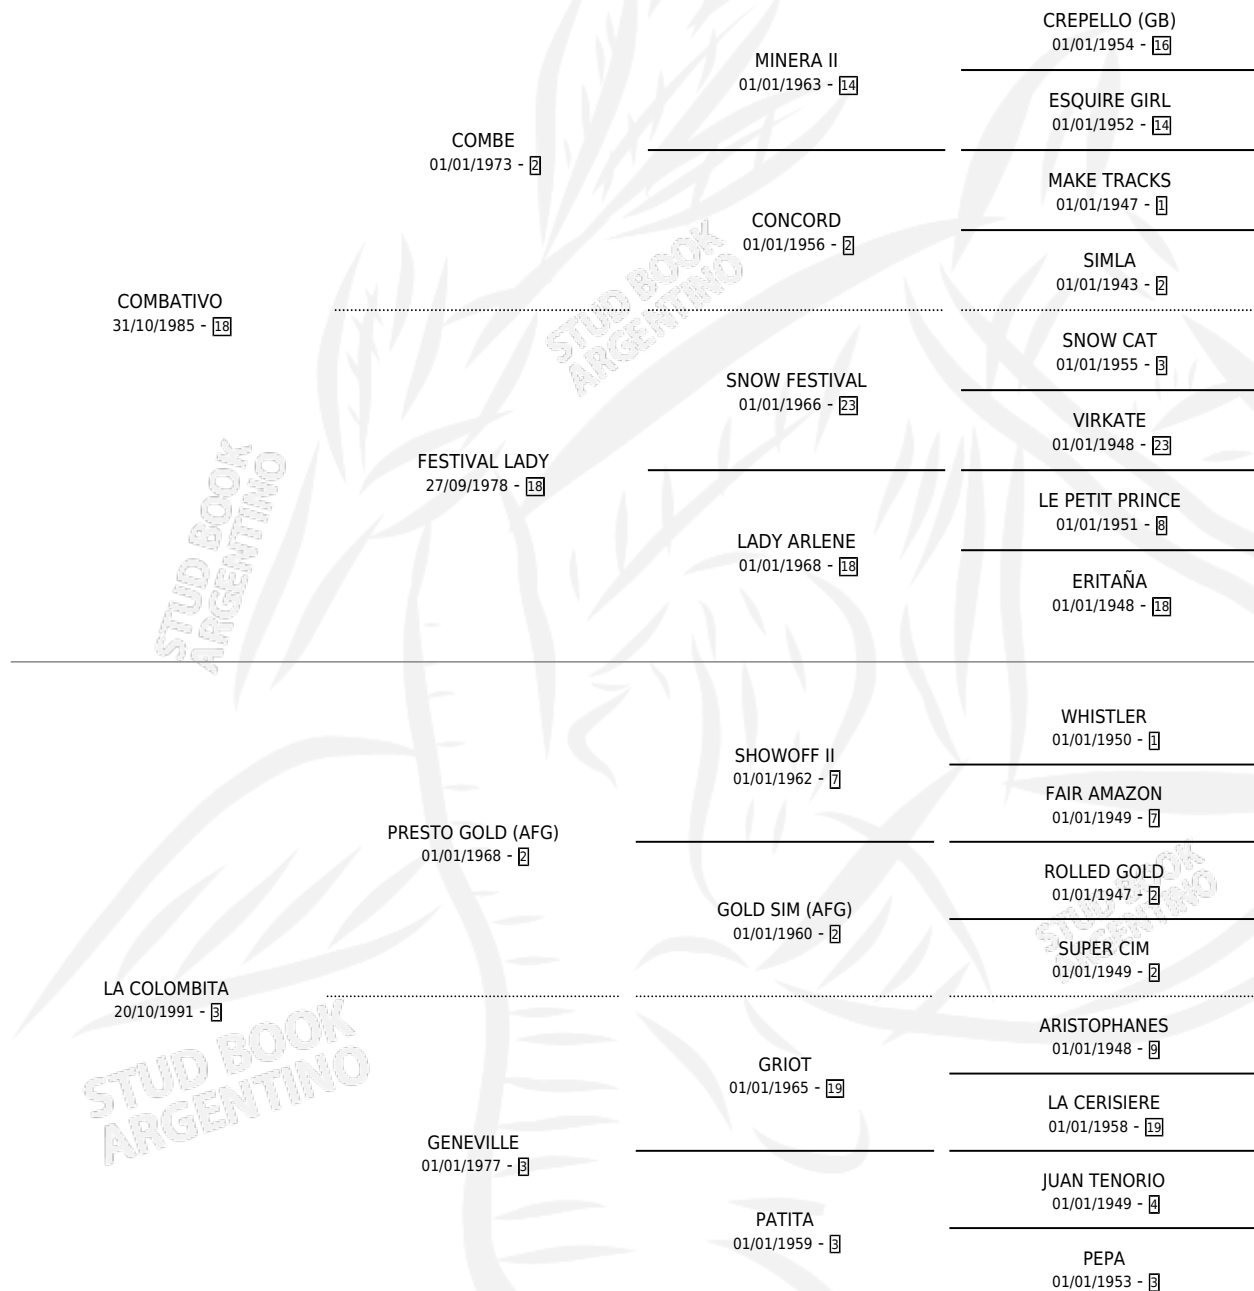 CREPELLO (GB)
01/01/1954 - 16
MINERA II
01/01/1963 - 14
ESQUIRE GIRL
01/01/1952 - 14
COMBE
01/01/1973 - 2
MAKE TRACKS
01/01/1947 - 1
CONCORD
01/01/1956 - 2
SIMLA
01/01/1943 - 2
COMBATIVO
31/10/1985 - 18
SNOW CAT
01/01/1955 - 3
SNOW FESTIVAL
01/01/1966 - 23
VIRKATE
01/01/1948 - 23
FESTIVAL LADY
27/09/1978 - 18
LE PETIT PRINCE
01/01/1951 - 8
LADY ARLENE
01/01/1968 - 18
ERITAÑA
01/01/1948 - 18
WHISTLER
01/01/1950 - 1
SHOWOFF II
01/01/1962 - 7
FAIR AMAZON
01/01/1949 - 7
PRESTO GOLD (AFG)
01/01/1968 - 2
ROLLED GOLD
01/01/1947 - 2
GOLD SIM (AFG)
01/01/1960 - 2
SUPER CIM
01/01/1949 - 2
LA COLOMBITA
20/10/1991 - 3
ARISTOPHANES
01/01/1948 - 9
GRIOT
01/01/1965 - 19
LA CERISIERE
01/01/1958 - 19
GENEVILLE
01/01/1977 - 3
JUAN TENORIO
01/01/1949 - 4
PATITA
01/01/1959 - 3
PEPA
01/01/1953 - 3
STUD BOOK
ARGENTINO
STUD BOOK
ARGENTINO
STUD BOOK
ARGENTINO
STUD BOOK
ARGENTINO